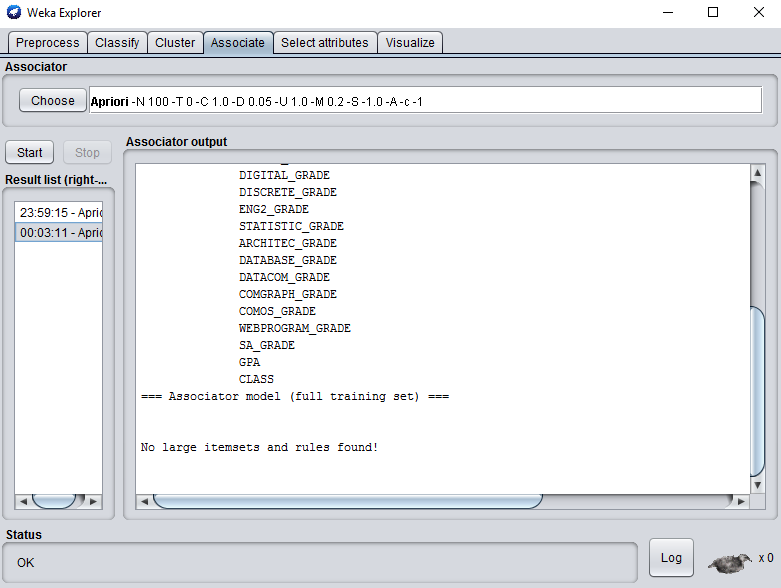 Weka Explorer
Preprocess Classify Cluster Associate Select attributes Visualize
Associator
Choose Apriori -N 100 -T 0 -C 1.0 -D 0.05 -U 1.0 -M 0.2 -S -1.0 -A -c -1
Start Stop
Result list (right-...
23:59:15 - Aprio
00:03:11 - Aprio
Associator output
DIGITAL_GRADE
DISCRETE_GRADE
ENG2_GRADE
STATISTIC_GRADE
ARCHITEC_GRADE
DATABASE_GRADE
DATACOM_GRADE
COMGRAPH_GRADE
COMOS_GRADE
WEBPROGRAM_GRADE
SA_GRADE
GPA
CLASS
=== Associator model (full training set) ===
No large itemsets and rules found!
Status
OK
Log
x 0